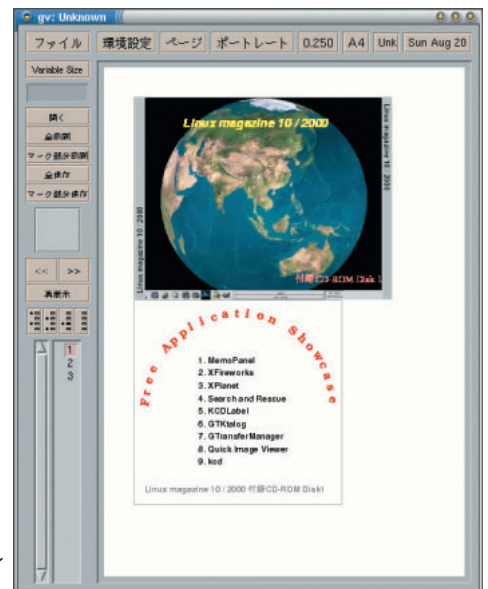 gv: Unknown
ファイル 環境設定 ページ ポートレート 0.250 A4 Unk Sun Aug 20
Variable Size
開く
全印刷
マーク部分印刷
全保存
マーク部分保存
<< >>
再表示
1
2
3
Linux magazine 10 / 2000
Linux magazine 10 / 2000
Linux magazine 10 / 2000
付録 CD-ROM Disk 1
Free Application Showcase
1. MemoPanel
2. XFireworks
3. XPlanet
4. Search and Rescue
5. KCDLabel
6. GTKtalog
7. GTransferManager
8. Quick Image Viewer
9. kcd
Linux magazine 10 / 2000 付録CD-ROM Disk1